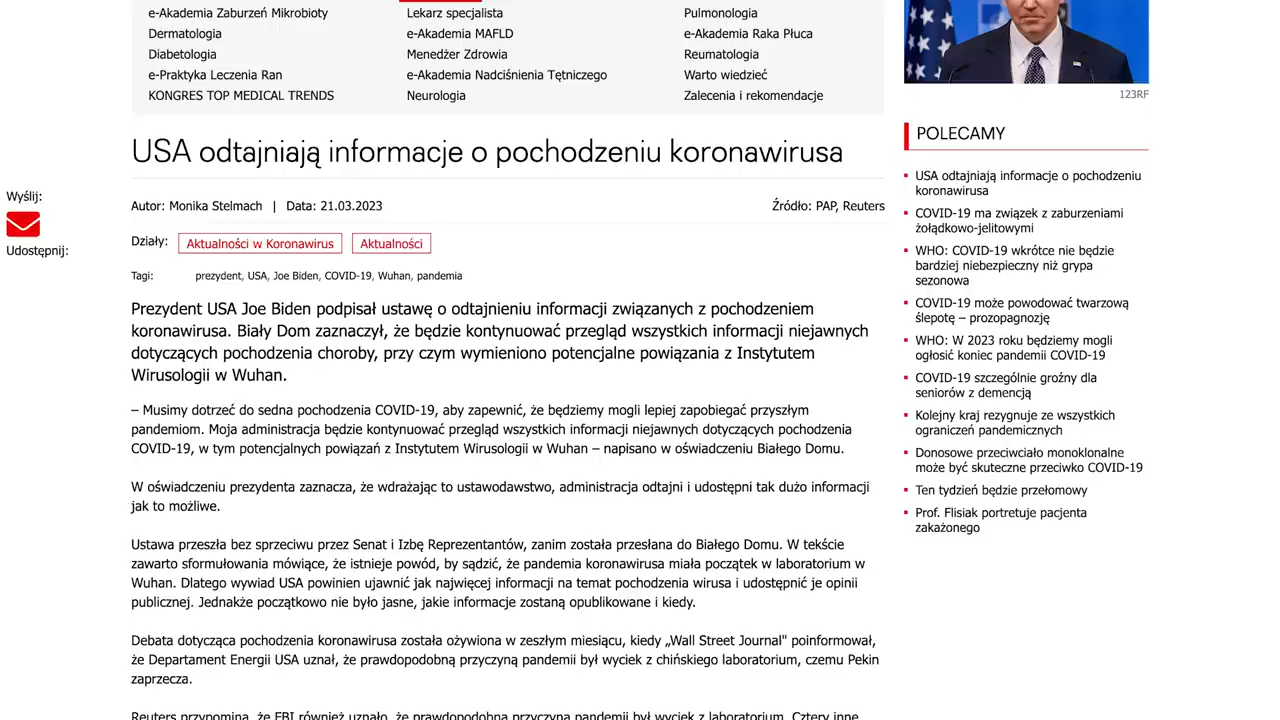 e-Akademia Zaburzeń Mikrobioty
Dermatologia
Diabetologia
e-Praktyka Leczenia Ran
KONGRES TOP MEDICAL TRENDS
Lekarz specjalista
e-Akademia MAFLD
Menedżer Zdrowia
e-Akademia Nadciśnienia Tętniczego
Neurologia
Pulmonologia
e-Akademia Raka Płuca
Reumatologia
Warto wiedzieć
Zalecenia i rekomendacje
123RF
USA odtajniają informacje o pochodzeniu koronawirusa
Wyślij:
Udostępnij:
Autor: Monika Stelmach | Data: 21.03.2023
Źródło: PAP, Reuters
Działy: Aktualności w Koronawirus Aktualności
Tagi: prezydent, USA, Joe Biden, COVID-19, Wuhan, pandemia
Prezydent USA Joe Biden podpisał ustawę o odtajnieniu informacji związanych z pochodzeniem
koronawirusa. Biały Dom zaznaczył, że będzie kontynuować przegląd wszystkich informacji niejawnych
dotyczących pochodzenia choroby, przy czym wymieniono potencjalne powiązania z Instytutem
Wirusologii w Wuhan.
– Musimy dotrzeć do sedna pochodzenia COVID-19, aby zapewnić, że będziemy mogli lepiej zapobiegać przyszłym
pandemiom. Moja administracja będzie kontynuować przegląd wszystkich informacji niejawnych dotyczących pochodzenia
COVID-19, w tym potencjalnych powiązań z Instytutem Wirusologii w Wuhan – napisano w oświadczeniu Białego Domu.
W oświadczeniu prezydenta zaznacza, że wdrażając to ustawodawstwo, administracja odtajni i udostępni tak dużo informacji
jak to możliwe.
Ustawa przeszła bez sprzeciwu przez Senat i Izbę Reprezentantów, zanim została przesłana do Białego Domu. W tekście
zawarto sformułowania mówiące, że istnieje powód, by sądzić, że pandemia koronawirusa miała początek w laboratorium w
Wuhan. Dlatego wywiad USA powinien ujawnić jak najwięcej informacji na temat pochodzenia wirusa i udostępnić je opinii
publicznej. Jednakże początkowo nie było jasne, jakie informacje zostaną opublikowane i kiedy.
Debata dotycząca pochodzenia koronawirusa została ożywiona w zeszłym miesiącu, kiedy „Wall Street Journal" poinformował,
że Departament Energii USA uznał, że prawdopodobną przyczyną pandemii był wyciek z chińskiego laboratorium, czemu Pekin
zaprzecza.
Reuters przypomina, że FBI również uznało, że prawdopodobną przyczyną pandemii był wyciek z laboratorium. Cztery inne
POLECAMY
USA odtajniają informacje o pochodzeniu
koronawirusa
COVID-19 ma związek z zaburzeniami
żołądkowo-jelitowymi
WHO: COVID-19 wkrótce nie będzie
bardziej niebezpieczny niż grypa
sezonowa
COVID-19 może powodować twarzową
ślepotę – prozopagnozję
WHO: W 2023 roku będziemy mogli
ogłosić koniec pandemii COVID-19
COVID-19 szczególnie groźny dla
seniorów z demencją
Kolejny kraj rezygnuje ze wszystkich
ograniczeń pandemicznych
Donosowe przeciwciało monoklonalne
może być skuteczne przeciwko COVID-19
Ten tydzień będzie przełomowy
Prof. Flisiak portretuje pacjenta
zakażonego